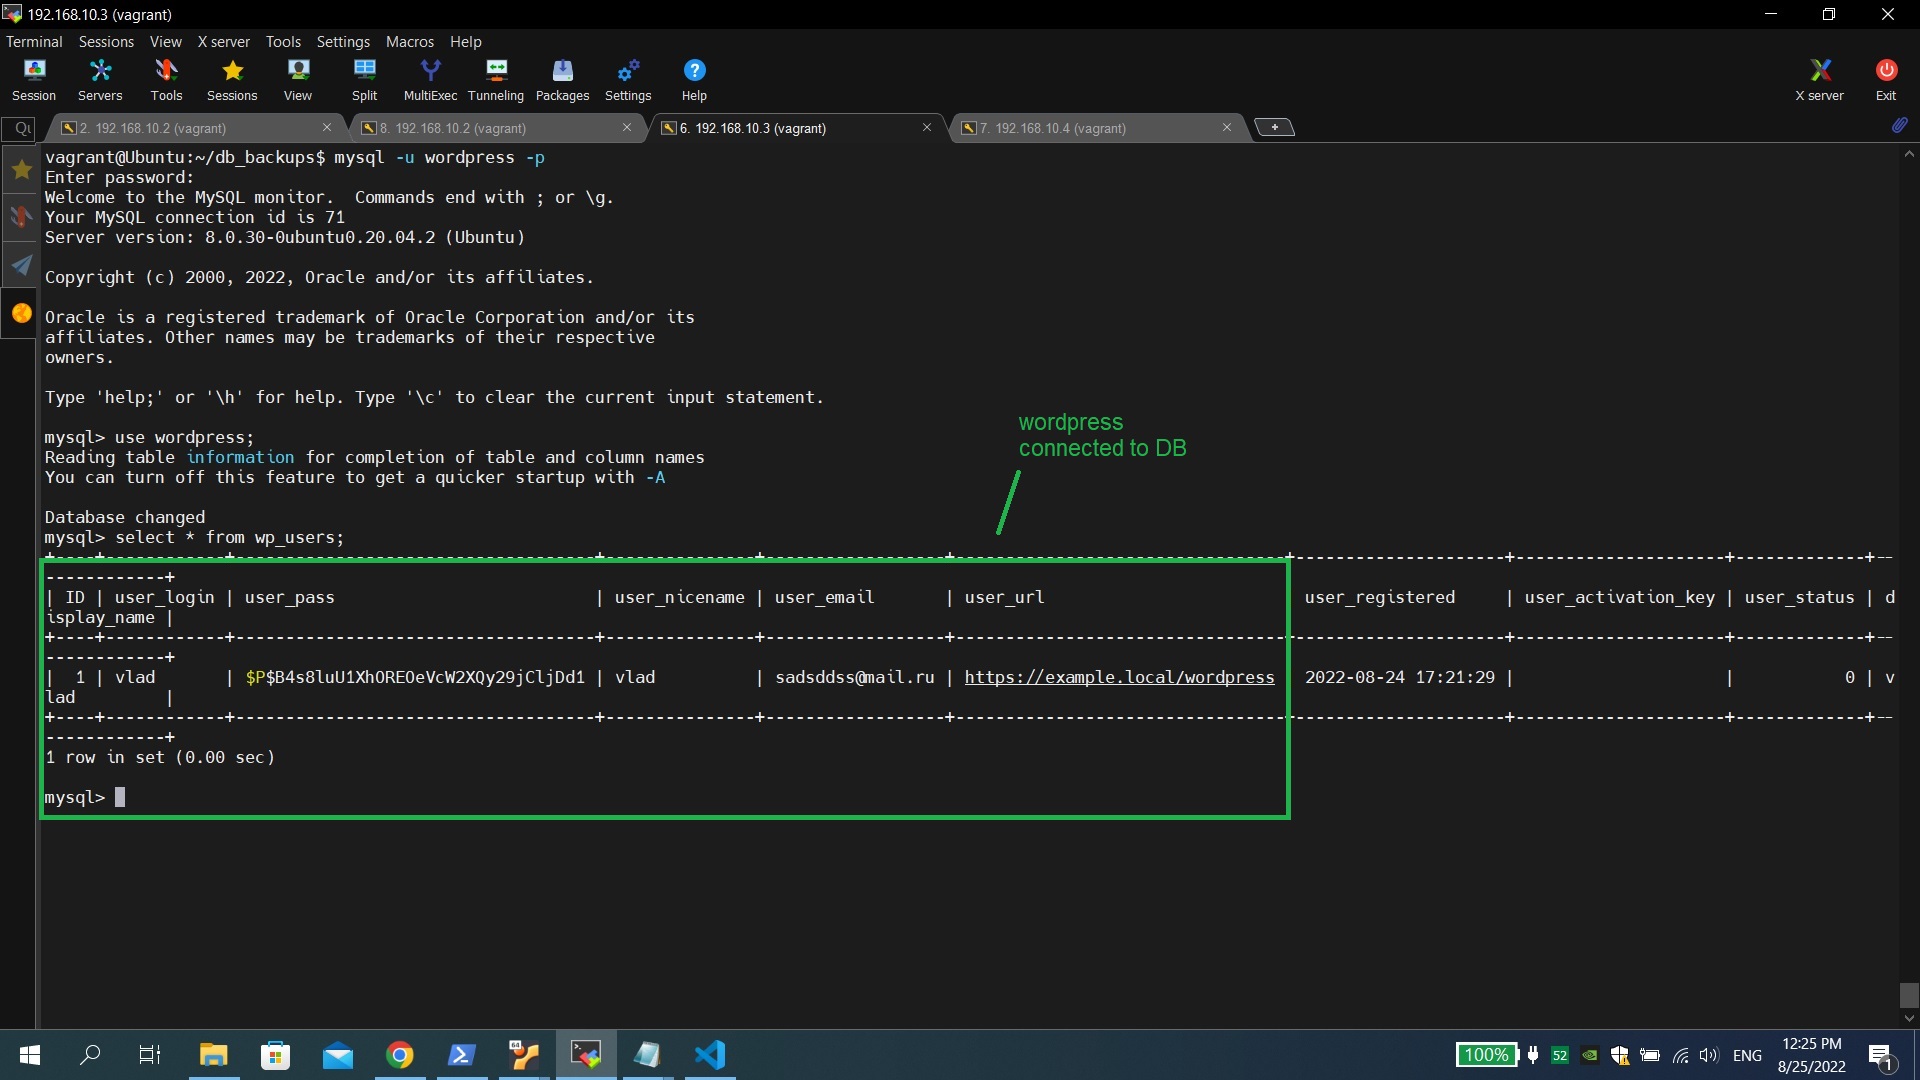 192.168.10.3 (vagrant)
Terminal Sessions View X server Tools Settings Macros Help
Session Servers Tools Sessions View Split MultiExec Tunneling Packages Settings Help X server Exit
2. 192.168.10.2 (vagrant) 8. 192.168.10.2 (vagrant) 6. 192.168.10.3 (vagrant) 7. 192.168.10.4 (vagrant)
vagrant@Ubuntu:~/db_backups$ mysql -u wordpress -p
Enter password:
Welcome to the MySQL monitor.  Commands end with ; or \g.
Your MySQL connection id is 71
Server version: 8.0.30-0ubuntu0.20.04.2 (Ubuntu)
Copyright (c) 2000, 2022, Oracle and/or its affiliates.
Oracle is a registered trademark of Oracle Corporation and/or its
affiliates. Other names may be trademarks of their respective
owners.
Type 'help;' or '\h' for help. Type '\c' to clear the current input statement.
wordpress
connected to DB
mysql> use wordpress;
Reading table information for completion of table and column names
You can turn off this feature to get a quicker startup with -A
Database changed
mysql> select * from wp_users;
+----+------------+------------------------------------+---------------+------------------+---------------------------------+---------------------+---------------------+-------------+--
------------+
| ID | user_login | user_pass | user_nicename | user_email | user_url user_registered | user_activation_key | user_status | d
isplay_name |
+----+------------+------------------------------------+---------------+------------------+---------------------------------+---------------------+---------------------+-------------+--
------------+
| 1 | vlad | $P$B4s8luU1XhOREOeVcW2XQy29jCljDd1 | vlad | sadsddss@mail.ru | https://example.local/wordpress 2022-08-24 17:21:29 | | 0 | v
lad |
+----+------------+------------------------------------+---------------+------------------+---------------------------------+---------------------+---------------------+-------------+--
------------+
1 row in set (0.00 sec)
mysql>
100% 52 ENG 12:25 PM
8/25/2022 1